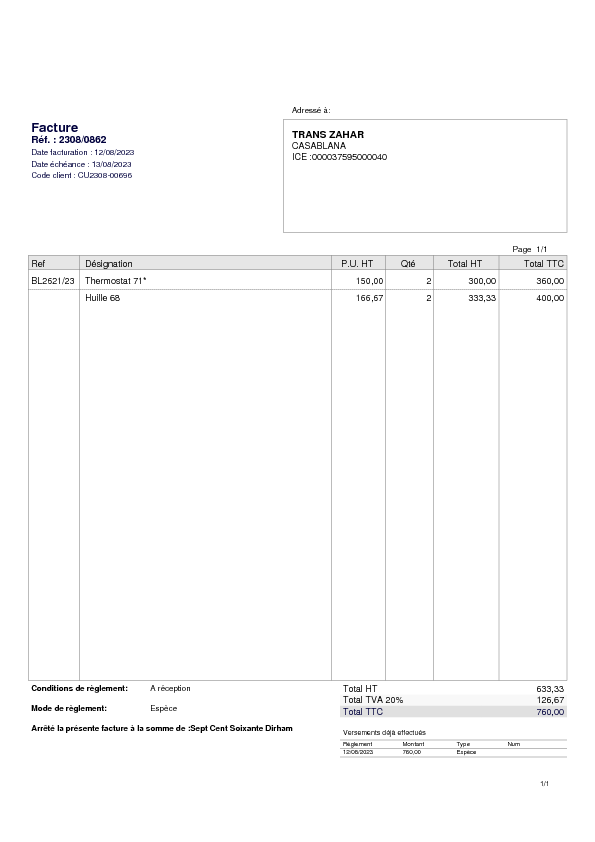 Adressé à:
Facture
Réf. : 2308/0862
Date facturation : 12/08/2023
Date échéance : 13/08/2023
Code client : CU2308-00696
TRANS ZAHAR
CASABLANA
ICE :000037595000040
Page 1/1
Ref Désignation P.U. HT Qté Total HT Total TTC
BL2621/23 Thermostat 71* 150,00 2 300,00 360,00
Huille 68 166,67 2 333,33 400,00
Conditions de règlement: A réception
Mode de règlement: Espèce
Arrêté la présente facture à la somme de :Sept Cent Soixante Dirham
Total HT 633,33
Total TVA 20% 126,67
Total TTC 760,00
Versements déjà effectués
Règlement Montant Type Num
12/08/2023 760,00 Espèce
1/1